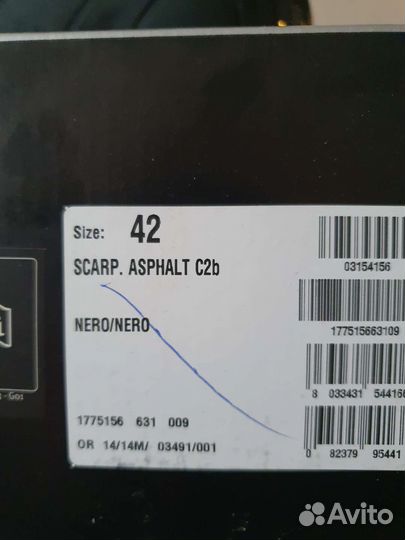 Size: 42
SCARP. ASPHALT C2b
NERO/NERO
1775156 631 009
OR 14/14M/ 03491/001
03154156
177515663109
8 033431 54416
0 82379 95441
Avito